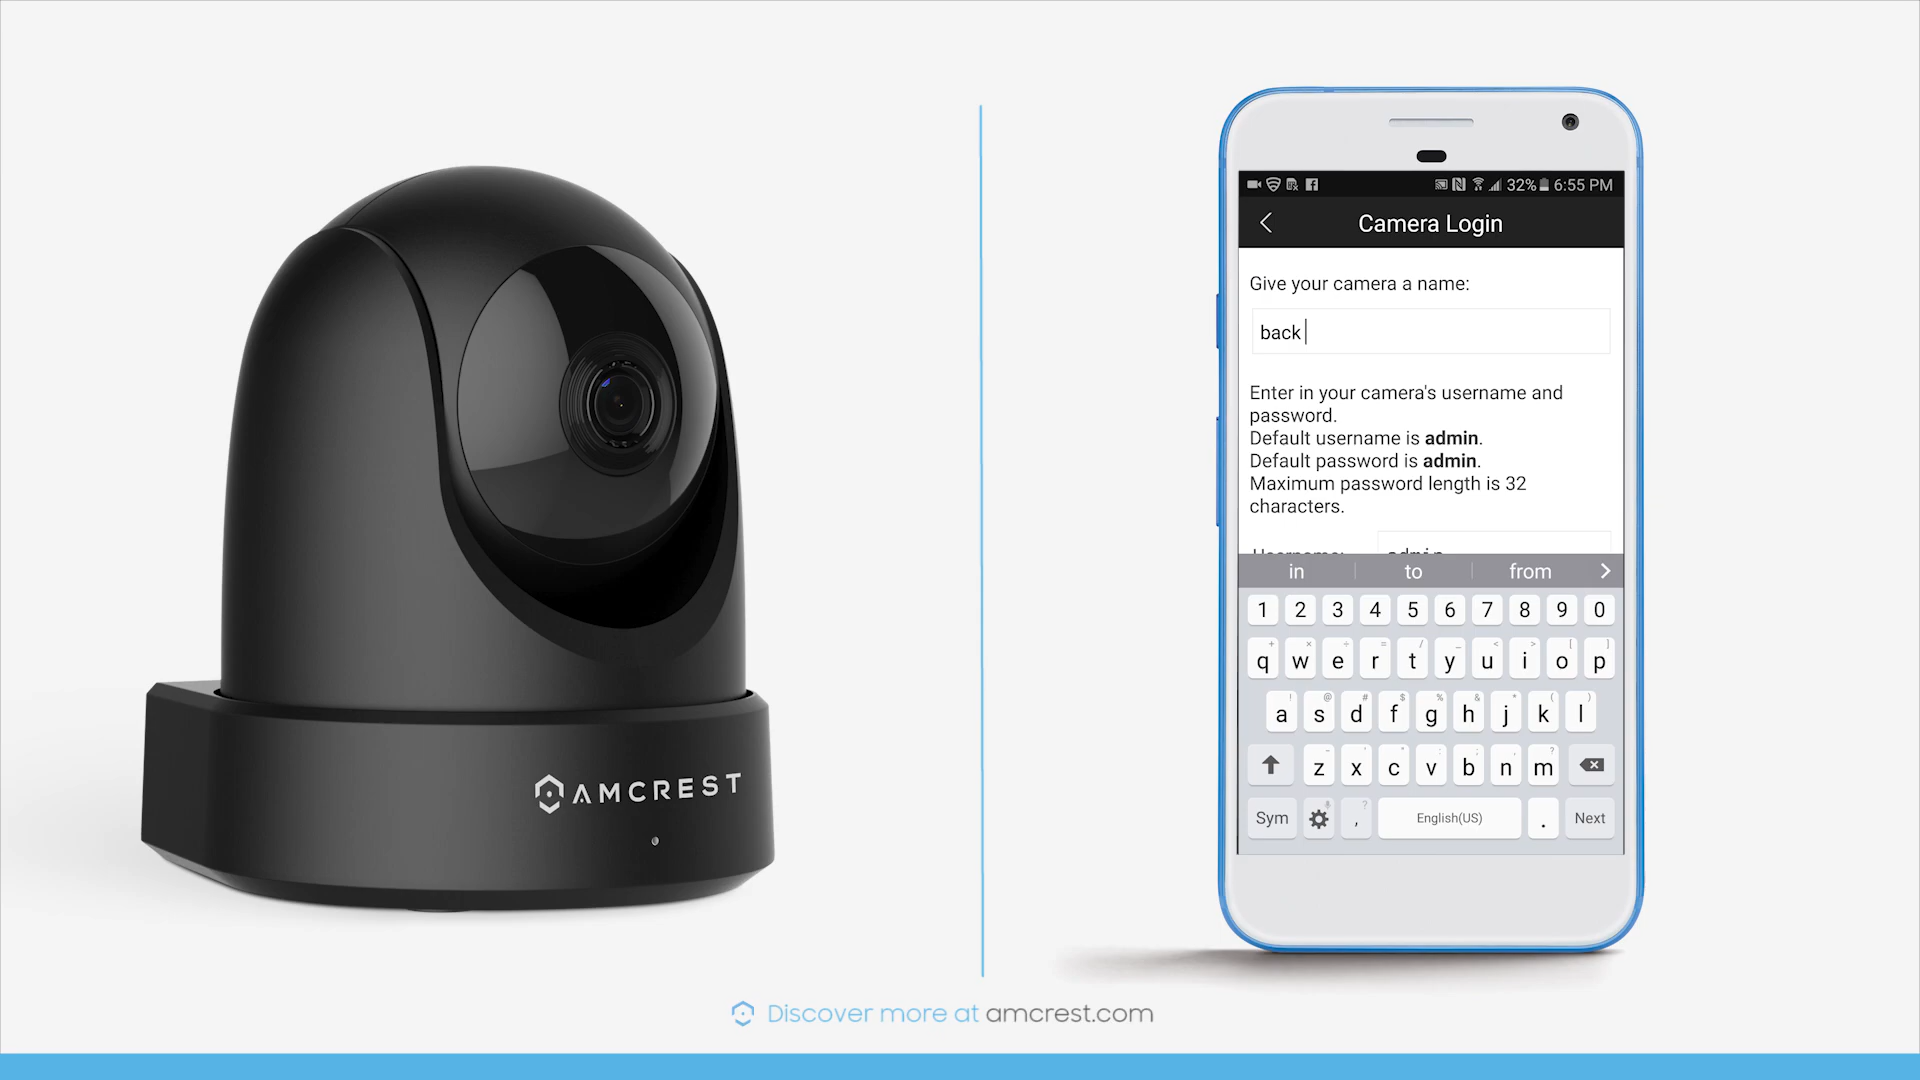 AMCREST
32% 6:55 PM
Camera Login
Give your camera a name:
back
Enter in your camera's username and
password.
Default username is admin.
Default password is admin.
Maximum password length is 32
characters.
Username: admin
in to from
1 2 3 4 5 6 7 8 9 0
q w e r t y u i o p
a s d f g h j k l
z x c v b n m
Sym , English(US) . Next
Discover more at amcrest.com